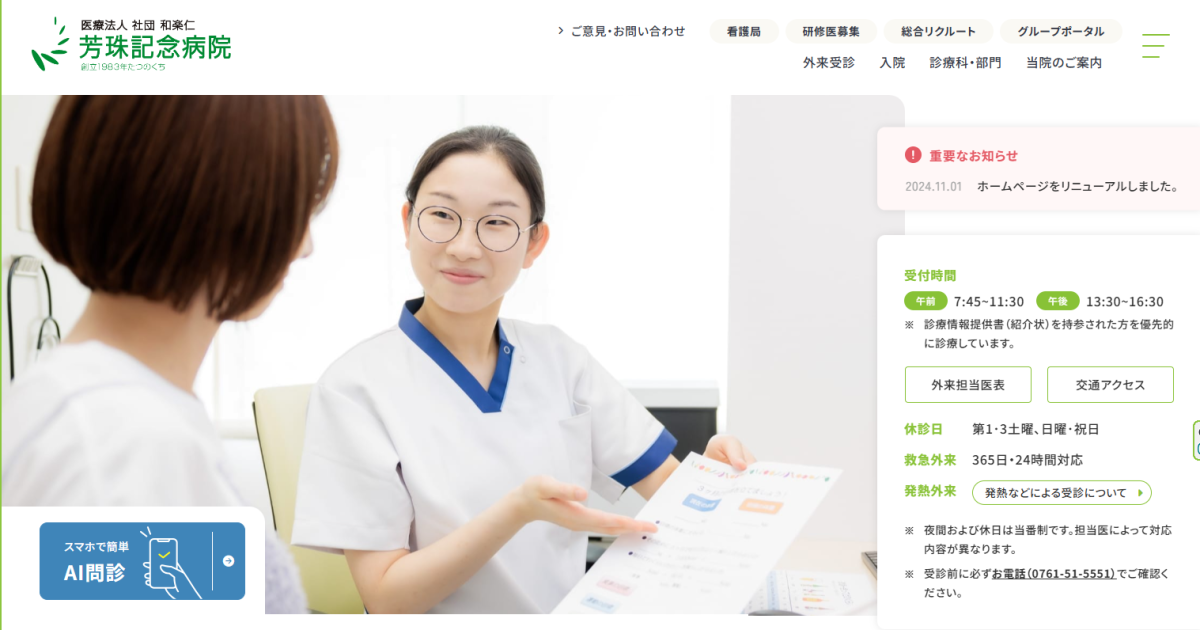 医療法人 社団 和楽仁
芳珠記念病院
創立1983年たつのくち
ご意見・お問い合わせ
看護局
研修医募集
総合リクルート
グループポータル
外来受診
入院
診療科・部門
当院のご案内
重要なお知らせ
2024.11.01 ホームページをリニューアルしました。
受付時間
午前 7:45~11:30 午後 13:30~16:30
※ 診療情報提供書(紹介状)を持参された方を優先的
に診療しています。
外来担当医表
交通アクセス
休診日 第1・3土曜、日曜・祝日
救急外来 365日・24時間対応
発熱外来 発熱などによる受診について
※ 夜間および休日は当番制です。担当医によって対応
内容が異なります。
※ 受診前に必ずお電話(0761-51-5551)でご確認く
ださい。
スマホで簡単
AI問診